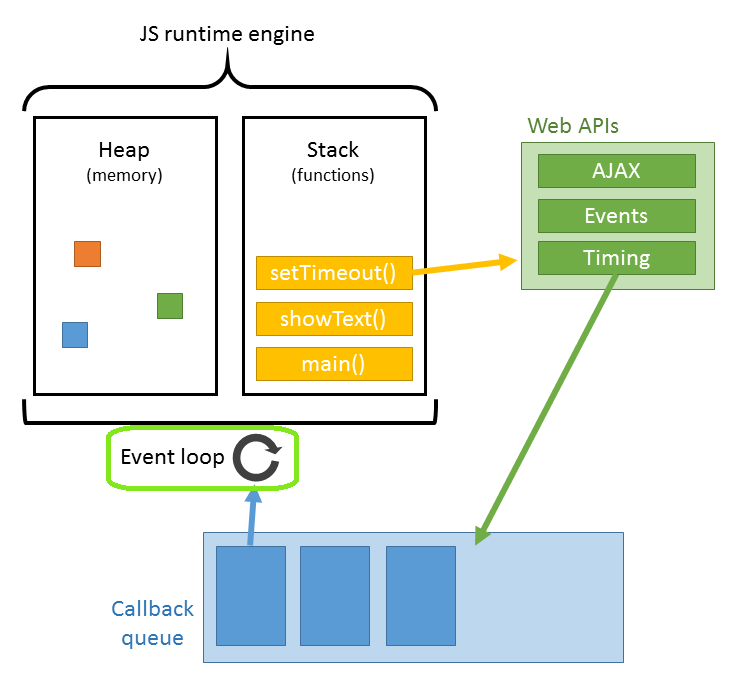 JS runtime engine
Heap
(memory)
Stack
(functions)
setTimeout()
showText()
main()
Web APIs
AJAX
Events
Timing
Event loop
Callback
queue